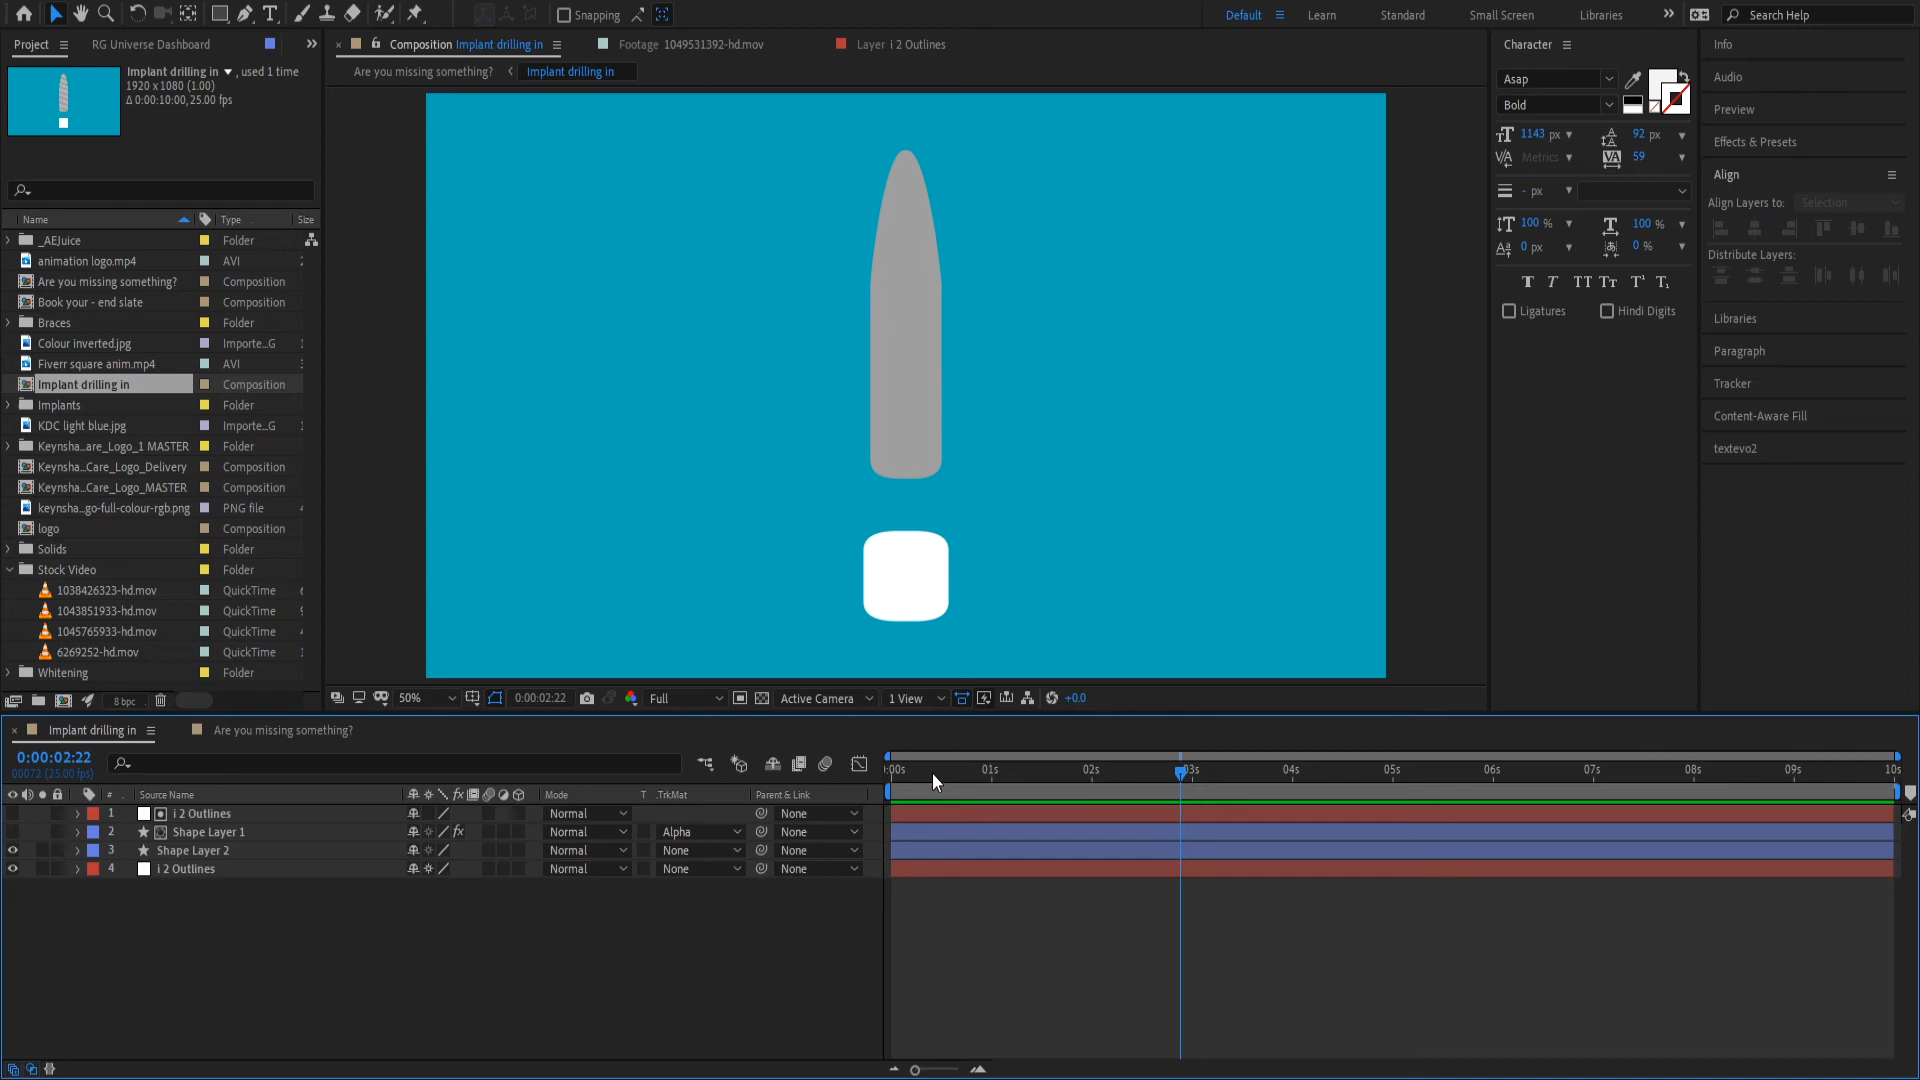 Snapping
Default
Learn
Standard
Small Screen
Libraries
Search Help
Project
RG Universe Dashboard
Composition Implant drilling in
Footage 1049531392-hd.mov
Layer i 2 Outlines
Are you missing something?
Implant drilling in
Implant drilling in , used 1 time
1920 x 1080 (1.00)
Δ 0:00:10:00, 25.00 fps
Name Type Size
_AEJuice Folder
animation logo.mp4 AVI
Are you missing something? Composition
Book your - end slate Composition
Braces Folder
Colour inverted.jpg Importe...G
Fiverr square anim.mp4 AVI
Implant drilling in Composition
Implants Folder
KDC light blue.jpg Importe...G
Keynsha...are_Logo_1 MASTER Folder
Keynsha...Care_Logo_Delivery Composition
Keynsha...Care_Logo_MASTER Composition
keynsha...go-full-colour-rgb.png PNG file
logo Composition
Solids Folder
Stock Video Folder
1038426323-hd.mov QuickTime
1043851933-hd.mov QuickTime
1045765933-hd.mov QuickTime
6269252-hd.mov QuickTime
Whitening Folder
8 bpc
50%
0:00:02:22
Full
Active Camera
1 View
+0.0
Character
Asap
Bold
1143 px
92 px
Metrics
59
- px
100 %
100 %
0 px
0 %
Ligatures
Hindi Digits
Info
Audio
Preview
Effects & Presets
Align
Align Layers to: Selection
Distribute Layers:
Libraries
Paragraph
Tracker
Content-Aware Fill
textevo2
Implant drilling in
Are you missing something?
0:00:02:22
00072 (25.00 fps)
:00s 01s 02s 03s 04s 05s 06s 07s 08s 09s 10s
# Source Name fx Mode T .TrkMat Parent & Link
1 i 2 Outlines Normal None
2 Shape Layer 1 fx Normal Alpha None
3 Shape Layer 2 Normal None None
4 i 2 Outlines Normal None None